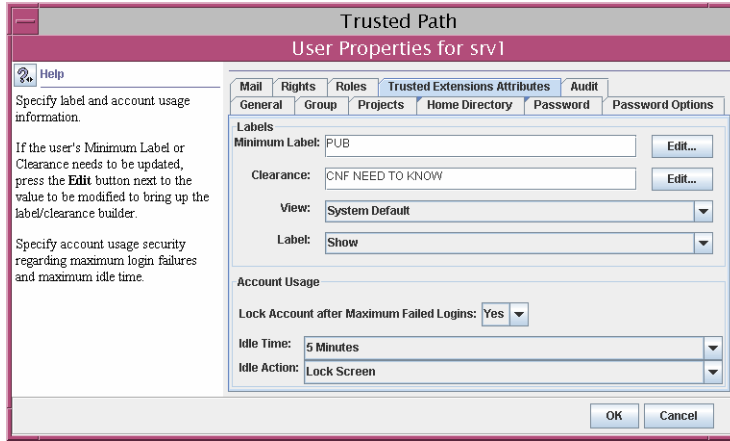 Trusted Path
User Properties for srv1
Help
Specify label and account usage
information.
If the user's Minimum Label or
Clearance needs to be updated,
press the Edit button next to the
value to be modified to bring up the
label/clearance builder.
Specify account usage security
regarding maximum login failures
and maximum idle time.
Mail Rights Roles Trusted Extensions Attributes Audit
General Group Projects Home Directory Password Password Options
Labels
Minimum Label: PUB Edit...
Clearance: CNF NEED TO KNOW Edit...
View: System Default
Label: Show
Account Usage
Lock Account after Maximum Failed Logins: Yes
Idle Time: 5 Minutes
Idle Action: Lock Screen
OK Cancel